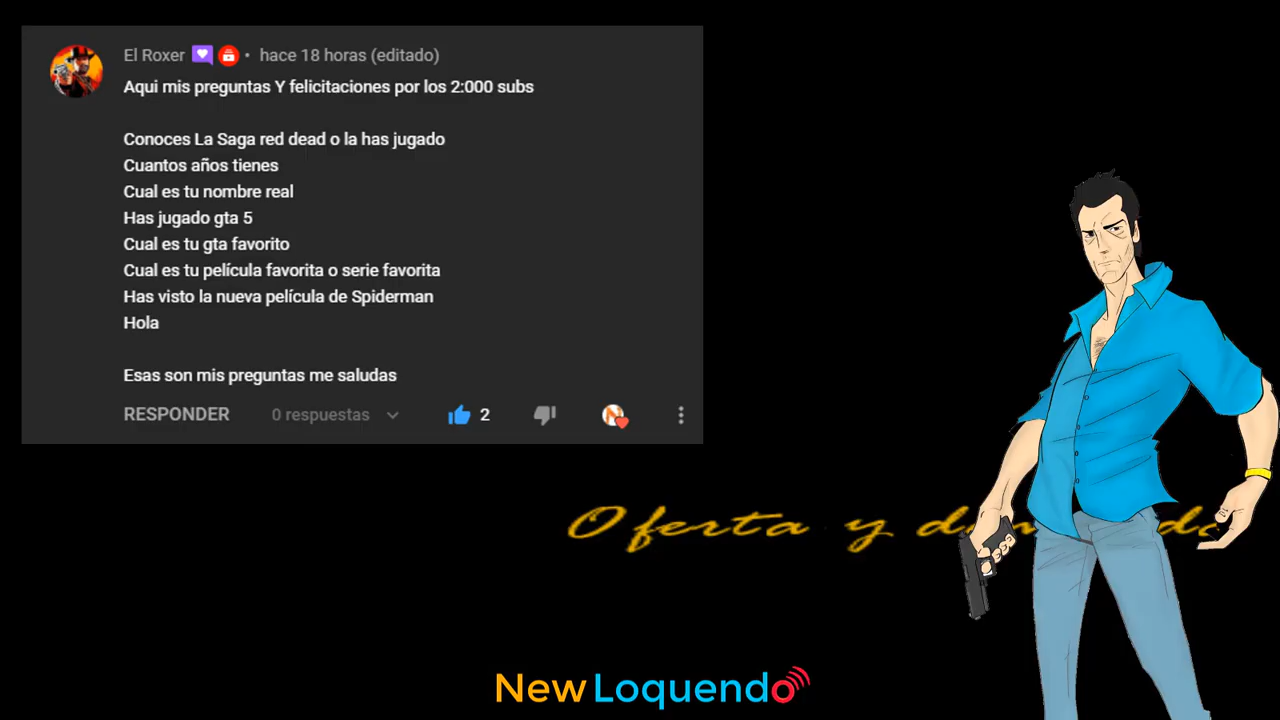 El Roxer • hace 18 horas (editado)
Aqui mis preguntas Y felicitaciones por los 2:000 subs
Conoces La Saga red dead o la has jugado
Cuantos años tienes
Cual es tu nombre real
Has jugado gta 5
Cual es tu gta favorito
Cual es tu película favorita o serie favorita
Has visto la nueva película de Spiderman
Hola
Esas son mis preguntas me saludas
RESPONDER 0 respuestas 2
Oferta y
New Loquendo